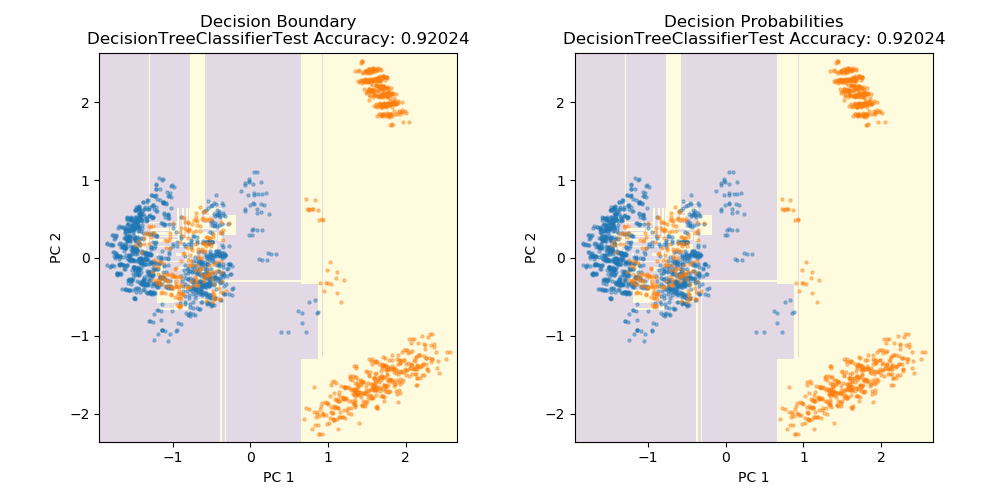 Decision Boundary
DecisionTreeClassifierTest Accuracy: 0.92024
PC 2
2
1
0
−1
−2
−1
0
1
2
PC 1
Decision Probabilities
DecisionTreeClassifierTest Accuracy: 0.92024
PC 2
2
1
0
−1
−2
−1
0
1
2
PC 1